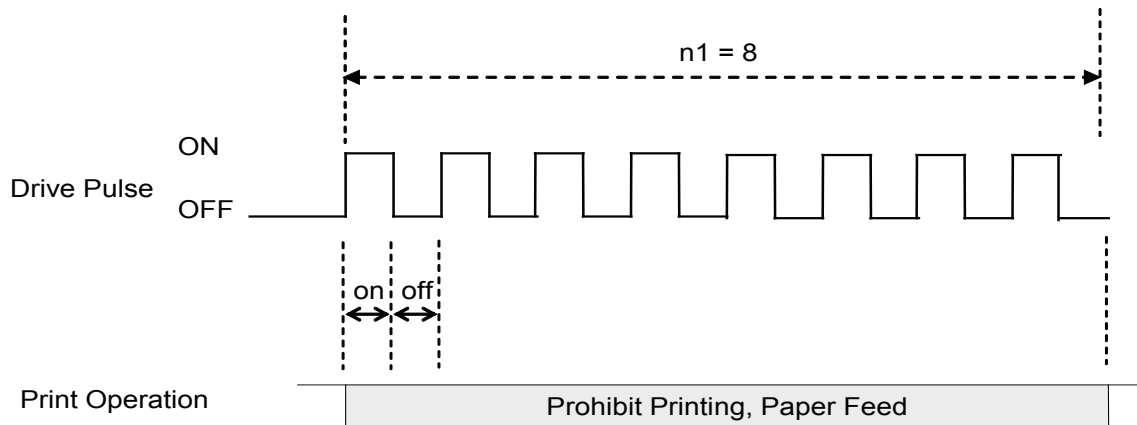 n1 = 8
ON
Drive Pulse
OFF
on off
Print Operation
Prohibit Printing, Paper Feed